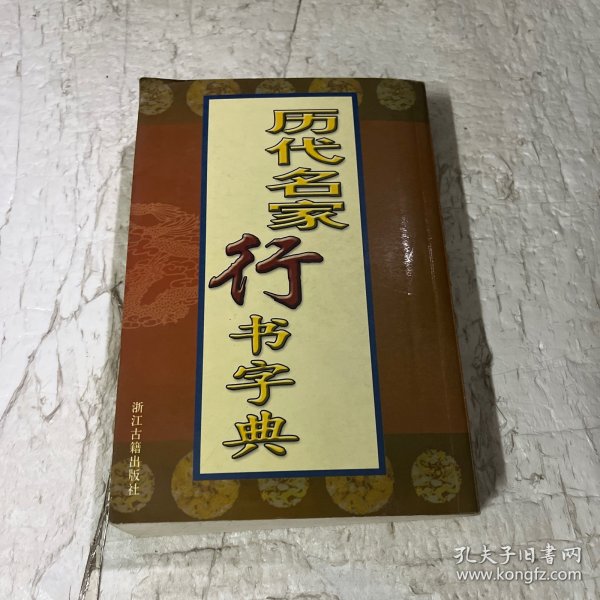 历代名家
行
书字典
浙江古籍出版社
孔夫子旧书网
www.kongfz.com